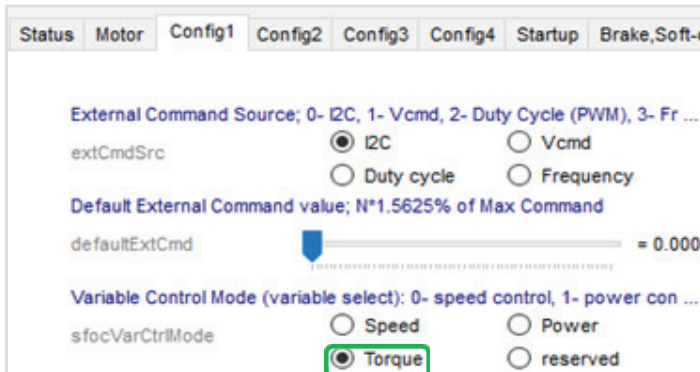 Status Motor Config1 Config2 Config3 Config4 Startup Brake,Soft-
External Command Source; 0- I2C, 1- Vcmd, 2- Duty Cycle (PWM), 3- Fr ...
extCmdSrc
I2C Vcmd
Duty cycle Frequency
Default External Command value; N*1.5625% of Max Command
defaultExtCmd = 0.000
Variable Control Mode (variable select): 0- speed control, 1- power con ...
sfocVarCtrlMode
Speed Power
Torque reserved